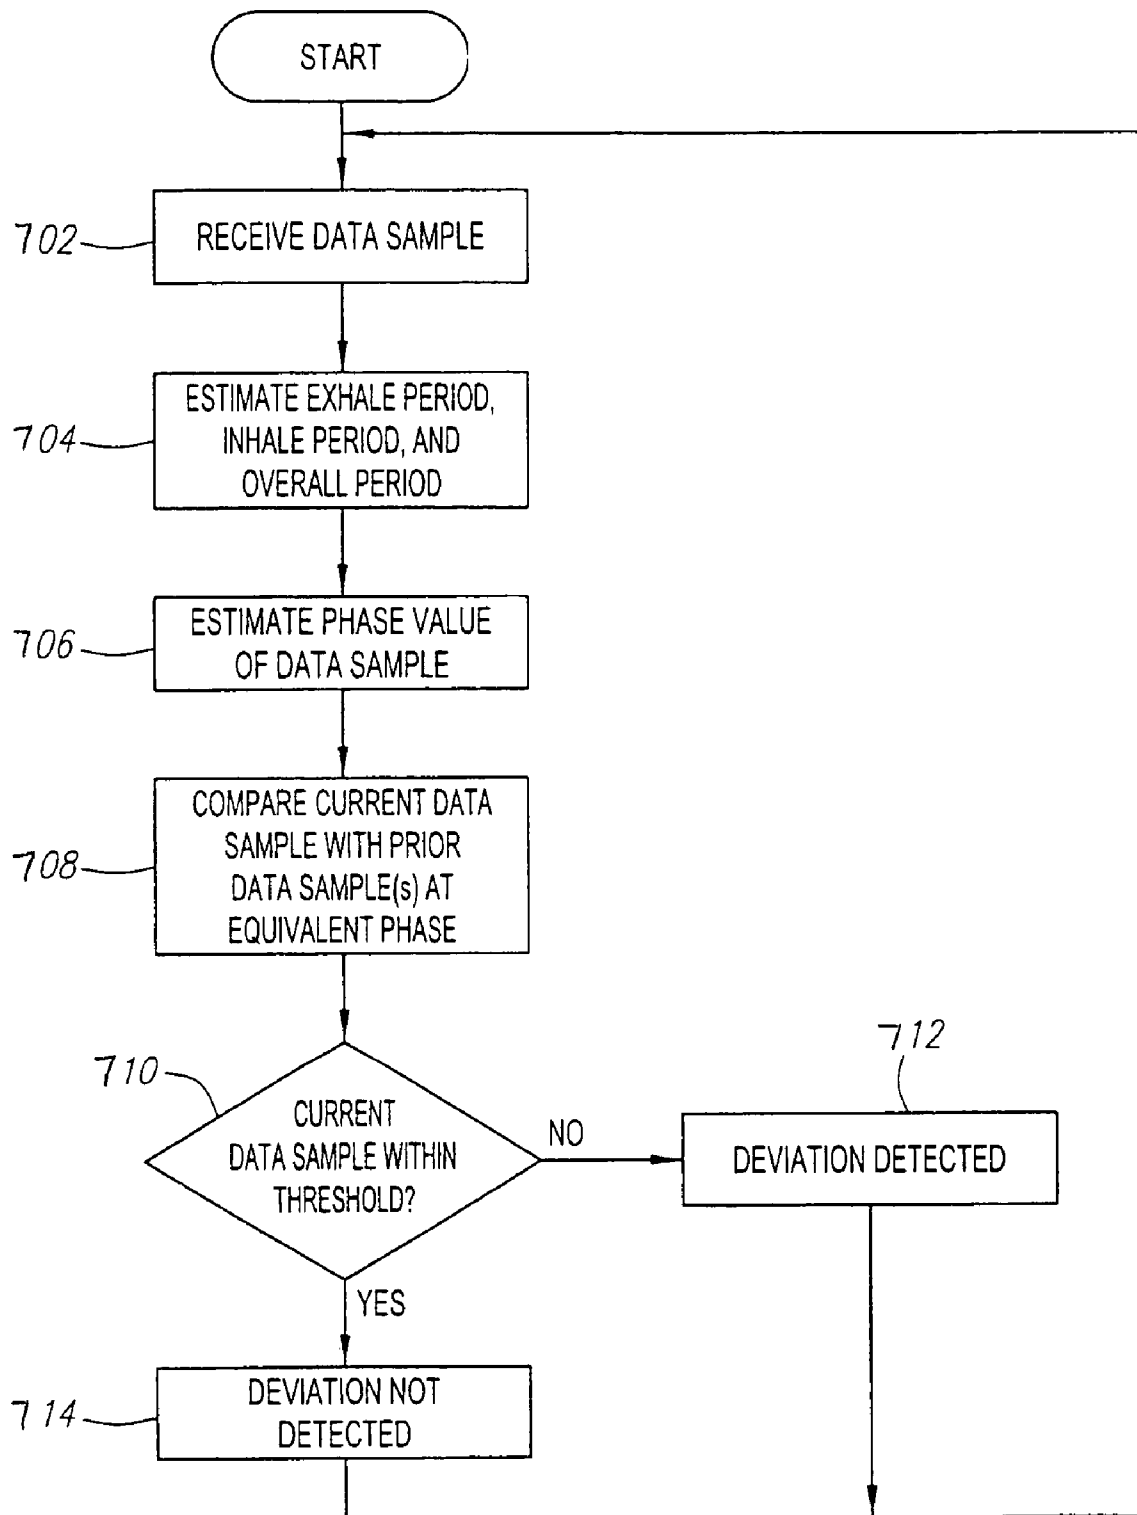 START
702
RECEIVE DATA SAMPLE
704
ESTIMATE EXHALE PERIOD,
INHALE PERIOD, AND
OVERALL PERIOD
706
ESTIMATE PHASE VALUE
OF DATA SAMPLE
708
COMPARE CURRENT DATA
SAMPLE WITH PRIOR
DATA SAMPLE(s) AT
EQUIVALENT PHASE
710
CURRENT
DATA SAMPLE WITHIN
THRESHOLD?
NO
712
DEVIATION DETECTED
YES
714
DEVIATION NOT
DETECTED